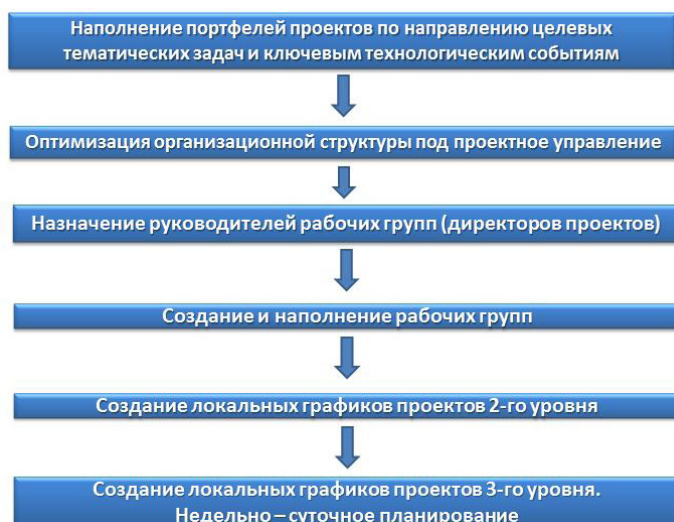 Наполнение портфелей проектов по направлению целевых
тематических задач и ключевым технологическим событиям
Оптимизация организационной структуры под проектное управление
Назначение руководителей рабочих групп (директоров проектов)
Создание и наполнение рабочих групп
Создание локальных графиков проектов 2-го уровня
Создание локальных графиков проектов 3-го уровня.
Недельно – суточное планирование